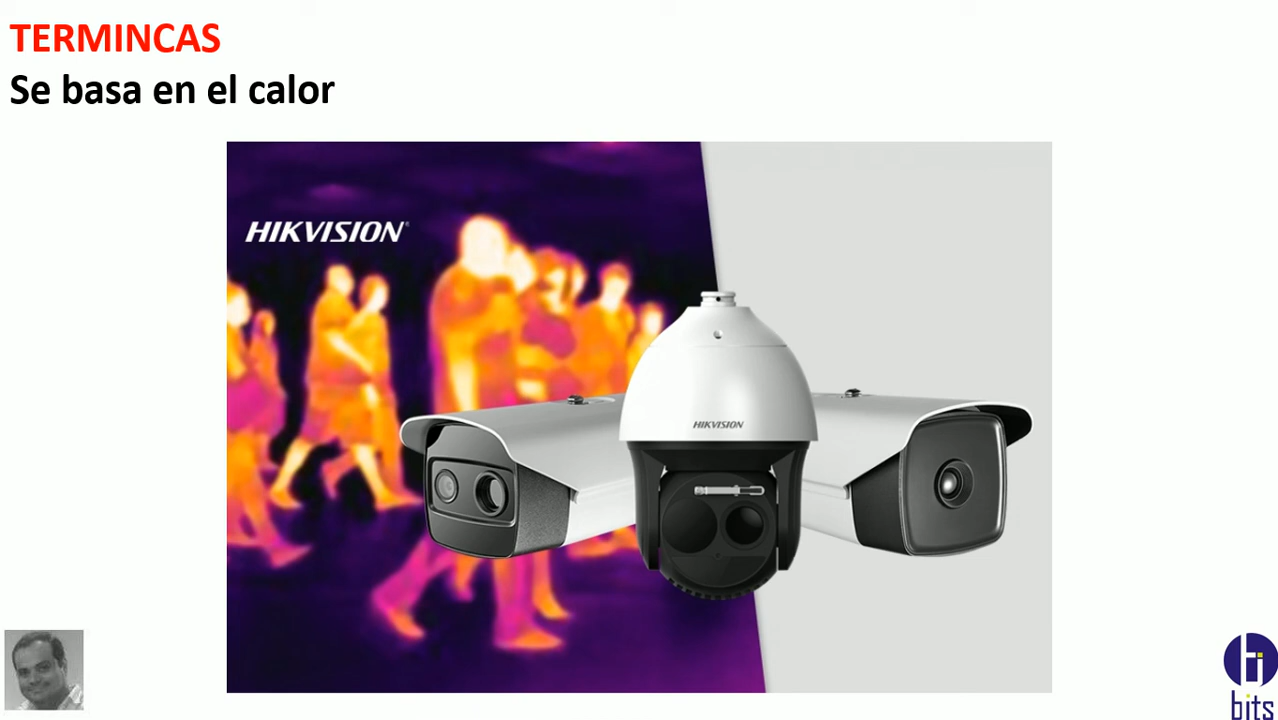 TERMINCAS
Se basa en el calor
HIKVISION
HIKVISION
bits